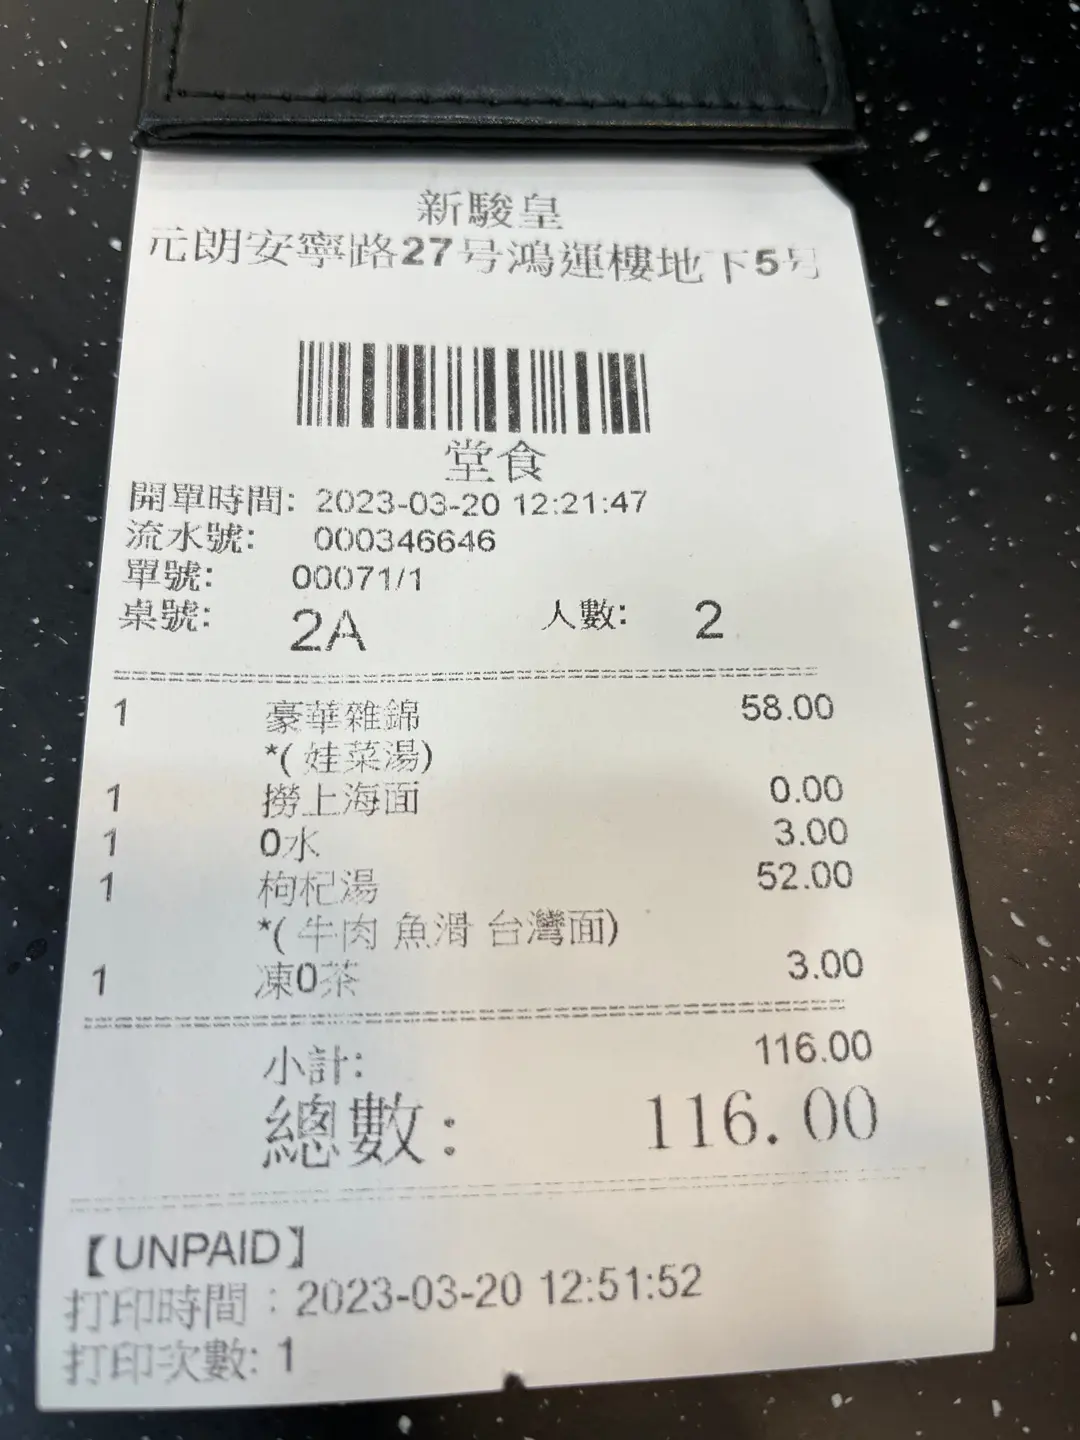 新駿皇
元朗安寧路27号鴻運樓地下5号
堂食
開單時間: 2023-03-20 12:21:47
流水號: 000346646
單號: 00071/1
桌號: 2A 人數: 2
1 豪華雜錦 58.00
*( 娃菜湯)
1 撈上海面 0.00
1 0水 3.00
1 枸杞湯 52.00
*( 牛肉 魚滑 台灣面)
1 凍0茶 3.00
小計: 116.00
總數: 116.00
【UNPAID】
打印時間：2023-03-20 12:51:52
打印次數: 1